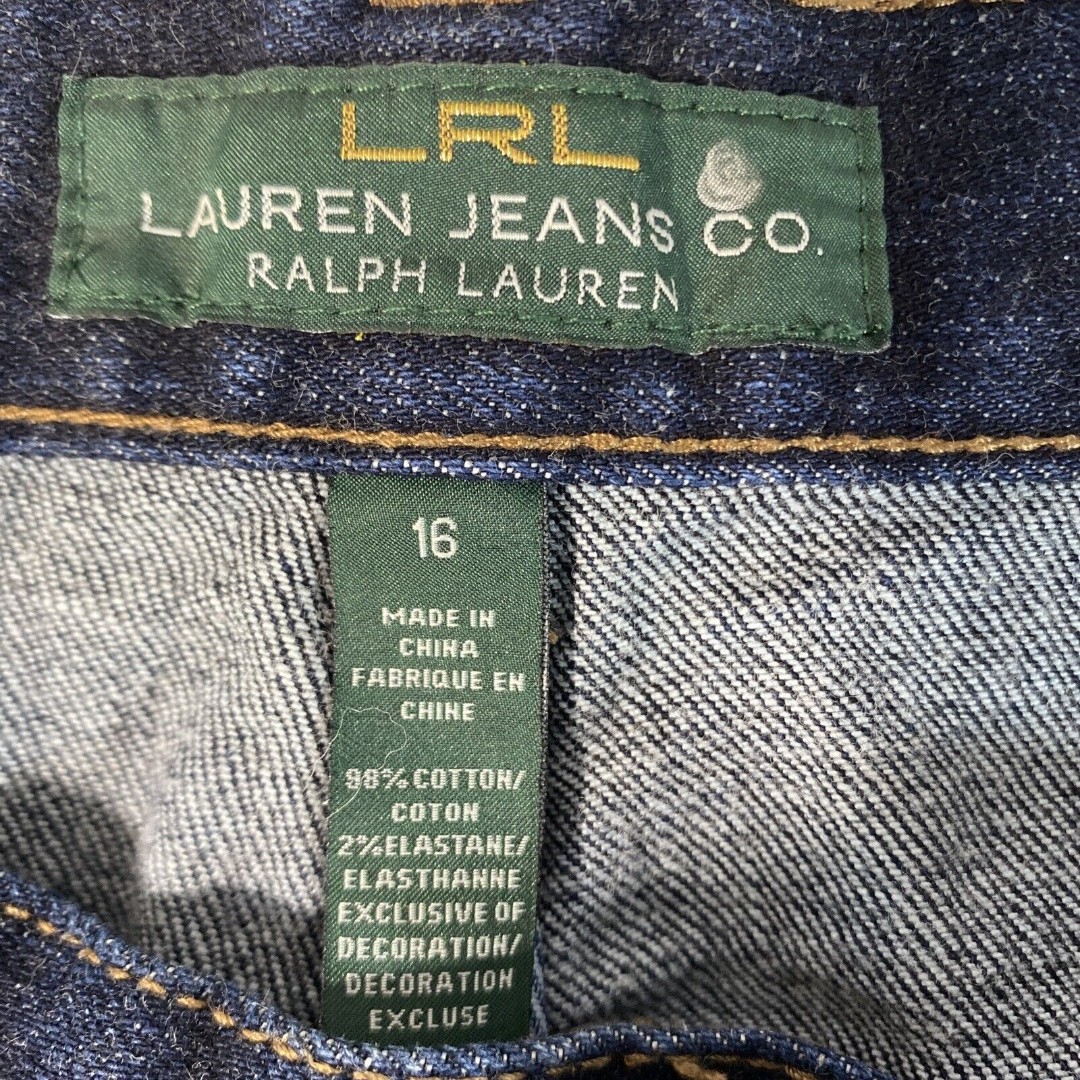 LRL
LAUREN JEANS CO.
RALPH LAUREN
16
MADE IN
CHINA
FABRIQUE EN
CHINE
98% COTTON/
COTON
2% ELASTANE/
ELASTHANNE
EXCLUSIVE OF
DECORATION/
DECORATION
EXCLUSE